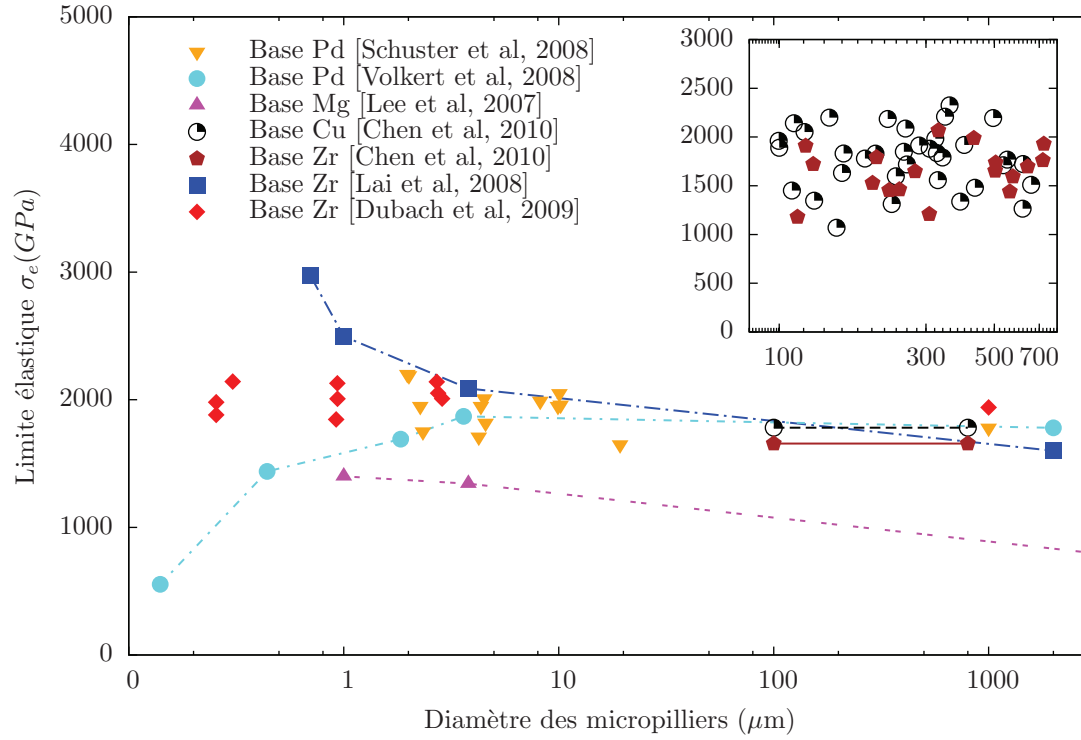 5000
4000
3000
2000
1000
0
Limite élastique σ_e(GPa)
Base Pd [Schuster et al, 2008]
Base Pd [Volkert et al, 2008]
Base Mg [Lee et al, 2007]
Base Cu [Chen et al, 2010]
Base Zr [Chen et al, 2010]
Base Zr [Lai et al, 2008]
Base Zr [Dubach et al, 2009]
3000
2500
2000
1500
1000
500
0
100 300 500 700
0 1 10 100 1000
Diamètre des micropilliers (μm)